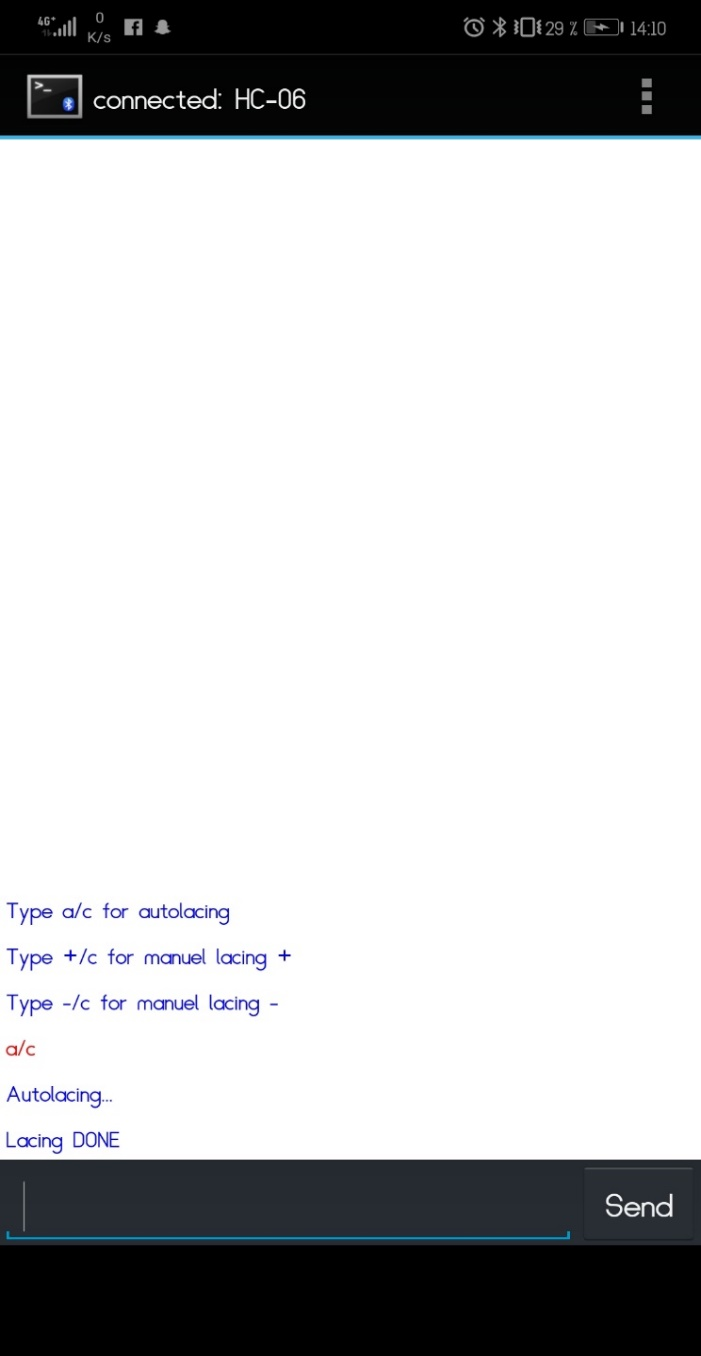 4G+ 0 K/s 29 % 14:10
connected: HC-06
Type a/c for autolacing
Type +/c for manuel lacing +
Type -/c for manuel lacing -
a/c
Autolacing...
Lacing DONE
Send